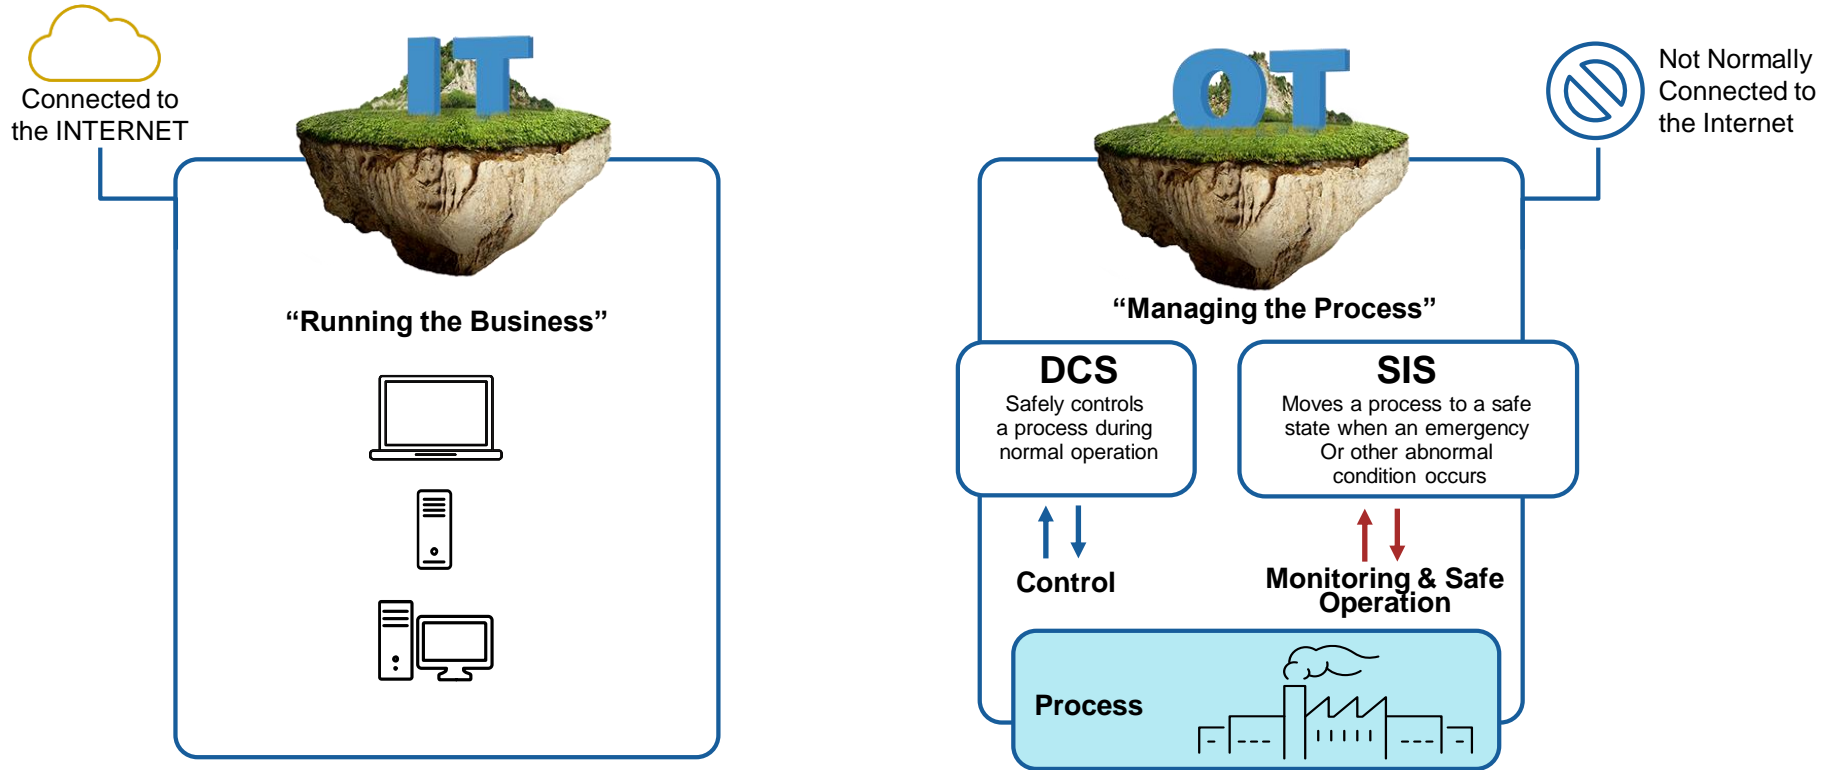 Connected to
the INTERNET
IT
“Running the Business”
OT
Not Normally
Connected to
the Internet
“Managing the Process”
DCS
Safely controls
a process during
normal operation
SIS
Moves a process to a safe
state when an emergency
Or other abnormal
condition occurs
Control
Monitoring & Safe
Operation
Process